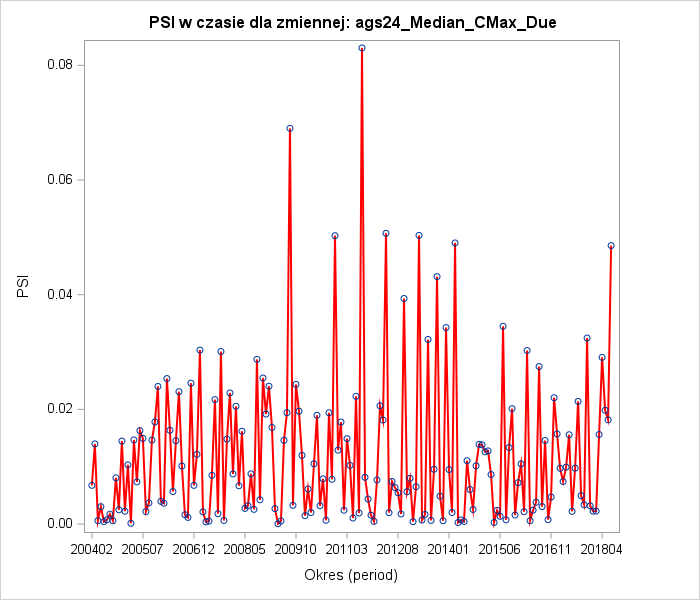 PSI w czasie dla zmiennej: ags24_Median_CMax_Due
0.08
0.06
0.04
0.02
0.00
PSI
200402 200507 200612 200805 200910 201103 201208 201401 201506 201611 201804
Okres (period)